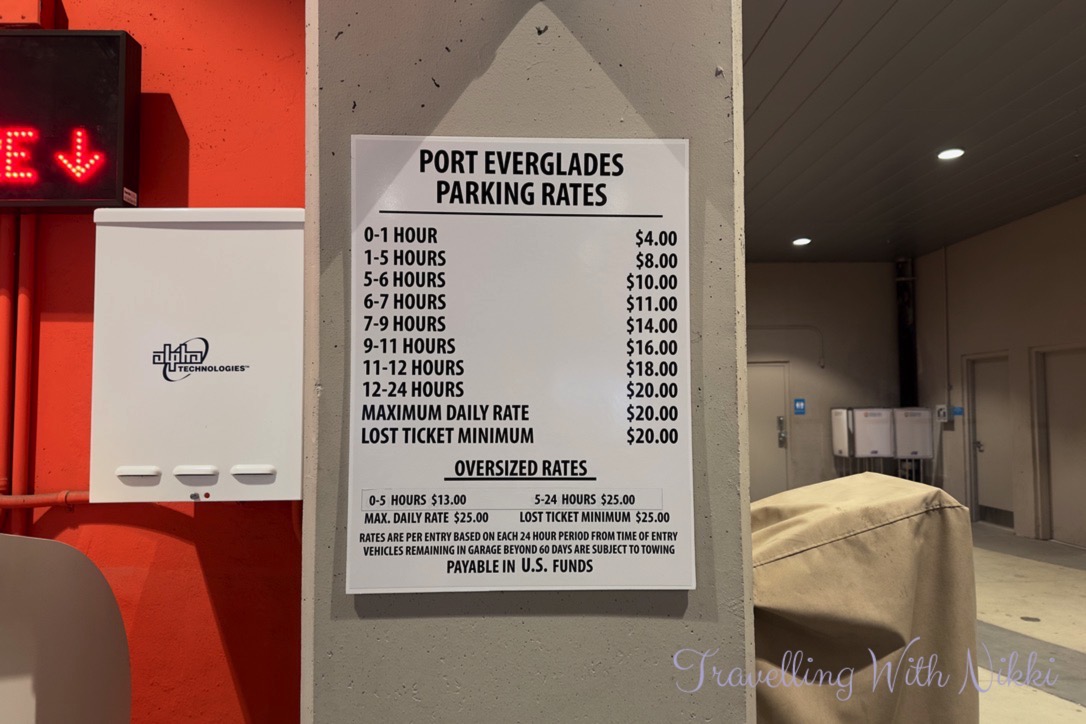 E ↓
akta
TECHNOLOGIES™
PORT EVERGLADES
PARKING RATES
0-1 HOUR $4.00
1-5 HOURS $8.00
5-6 HOURS $10.00
6-7 HOURS $11.00
7-9 HOURS $14.00
9-11 HOURS $16.00
11-12 HOURS $18.00
12-24 HOURS $20.00
MAXIMUM DAILY RATE $20.00
LOST TICKET MINIMUM $20.00
OVERSIZED RATES
0-5 HOURS $13.00 5-24 HOURS $25.00
MAX. DAILY RATE $25.00 LOST TICKET MINIMUM $25.00
RATES ARE PER ENTRY BASED ON EACH 24 HOUR PERIOD FROM TIME OF ENTRY
VEHICLES REMAINING IN GARAGE BEYOND 60 DAYS ARE SUBJECT TO TOWING
PAYABLE IN U.S. FUNDS
Travelling With Nikki